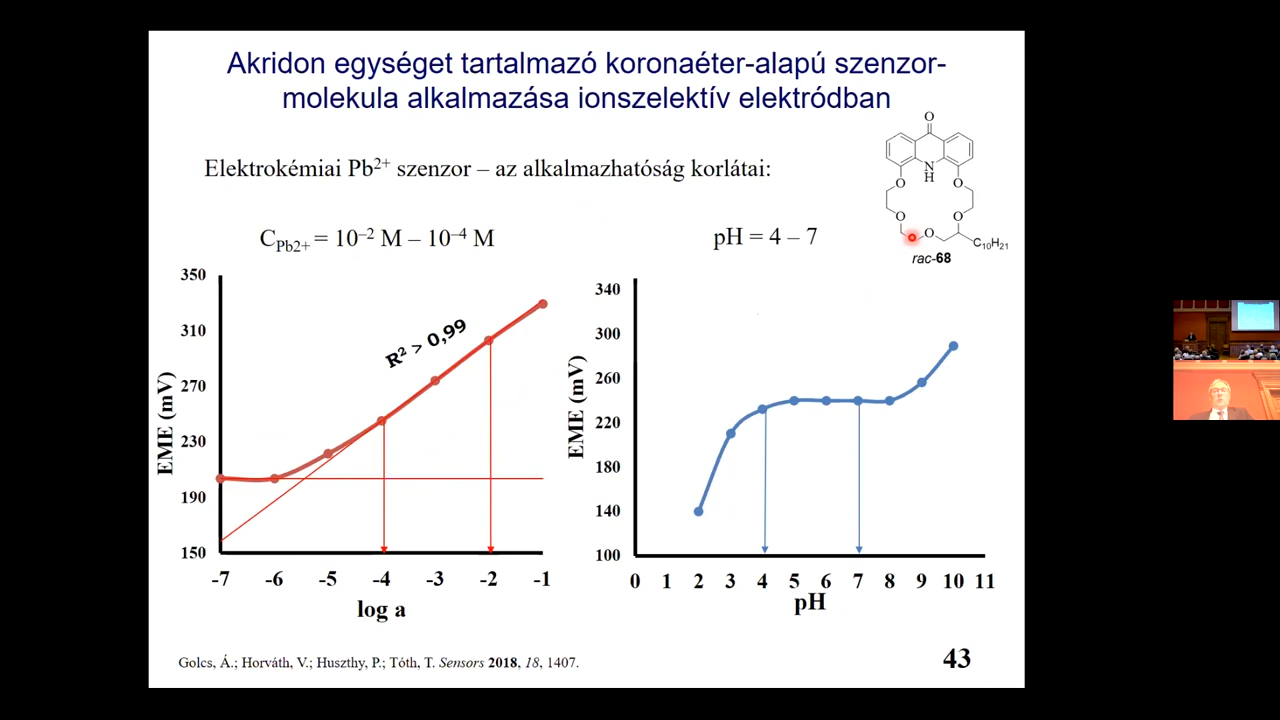 Akridon egységet tartalmazó koronaéter-alapú szenzor-
molekula alkalmazása ionszelektív elektródban
Elektrokémiai Pb²⁺ szenzor – az alkalmazhatóság korlátai:
O
N
H
O
O
O
O
O
C₁₀H₂₁
rac-68
C_Pb2+ = 10⁻² M – 10⁻⁴ M
pH = 4 – 7
350
310
270
230
190
150
EME (mV)
R² > 0,99
-7 -6 -5 -4 -3 -2 -1
log a
340
300
260
220
180
140
100
EME (mV)
0 1 2 3 4 5 6 7 8 9 10 11
pH
Golcs, Á.; Horváth, V.; Huszthy, P.; Tóth, T. Sensors 2018, 18, 1407.
43